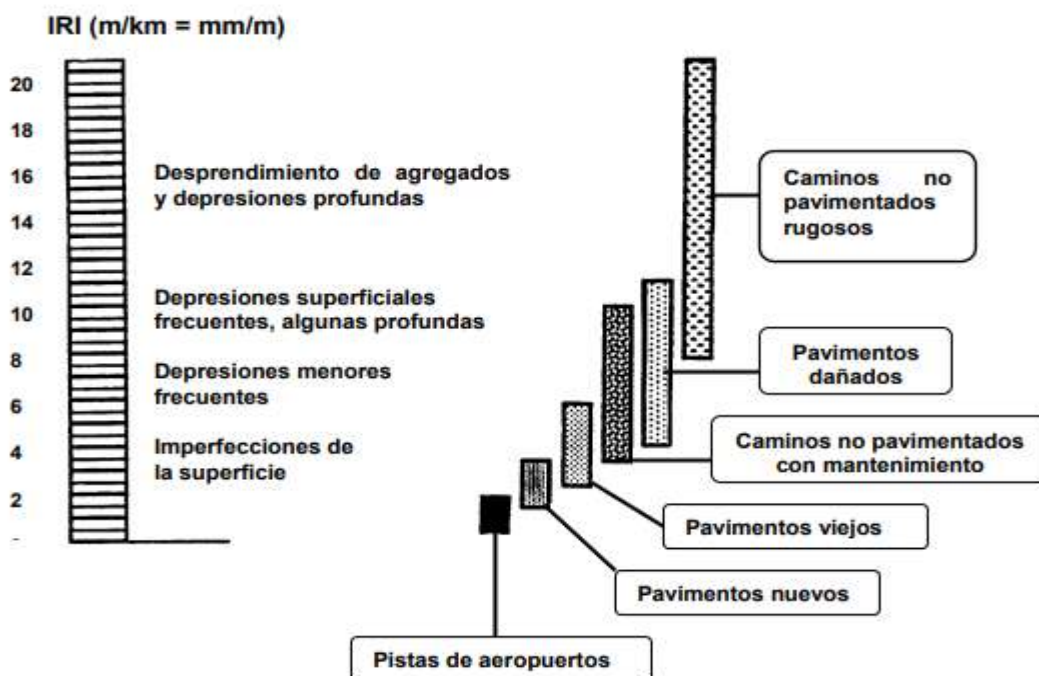 IRI (m/km = mm/m)
20
18
16
14
12
10
8
6
4
2
-
Desprendimiento de agregados
y depresiones profundas
Depresiones superficiales
frecuentes, algunas profundas
Depresiones menores
frecuentes
Imperfecciones de
la superficie
Caminos no
pavimentados
rugosos
Pavimentos
dañados
Caminos no pavimentados
con mantenimiento
Pavimentos viejos
Pavimentos nuevos
Pistas de aeropuertos